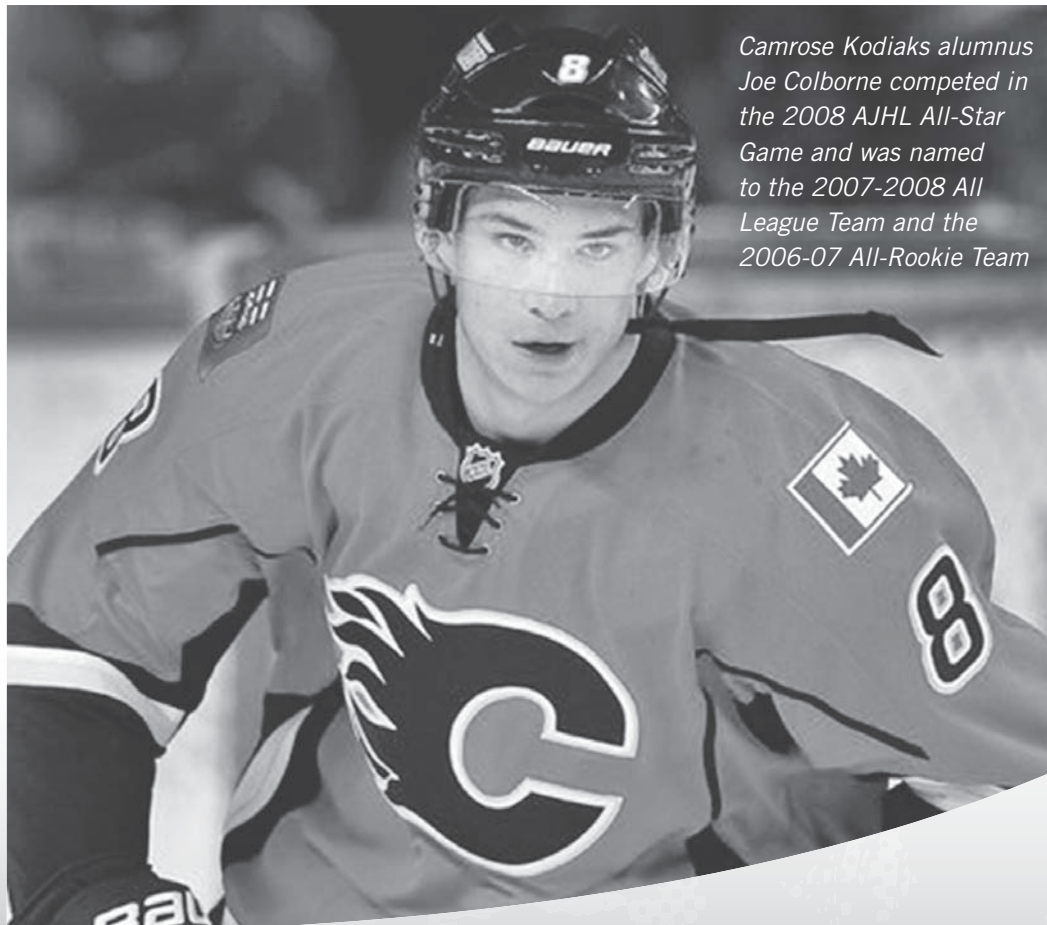 Camrose Kodiaks alumnus
Joe Colborne competed in
the 2008 AJHL All-Star
Game and was named
to the 2007-2008 All
League Team and the
2006-07 All-Rookie Team
8
BAUER
8
8
C
BAU